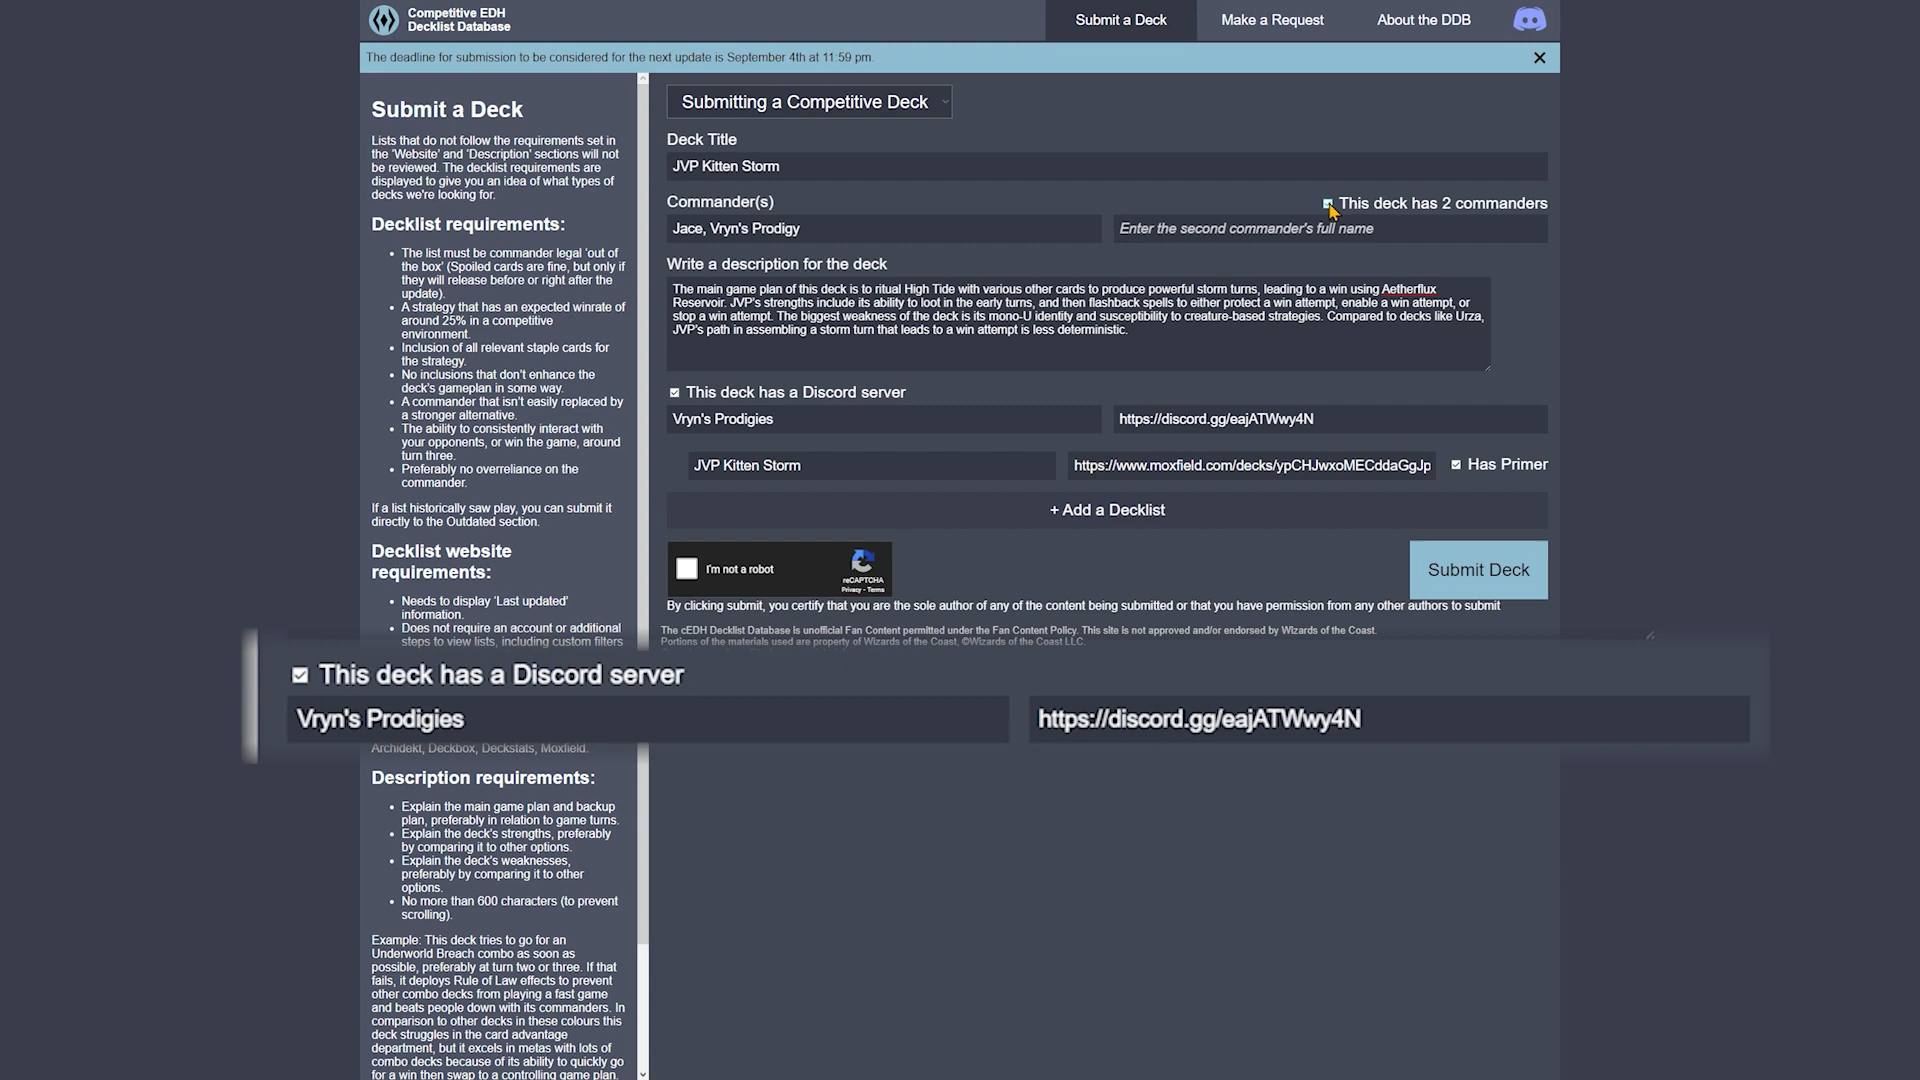 Competitive EDH
Decklist Database
Submit a Deck
Make a Request
About the DDB
The deadline for submission to be considered for the next update is September 4th at 11:59 pm.
Submit a Deck
Lists that do not follow the requirements set in
the 'Website' and 'Description' sections will not
be reviewed. The decklist requirements are
displayed to give you an idea of what types of
decks we're looking for.
Decklist requirements:
• The list must be commander legal 'out of
the box' (Spoiled cards are fine, but only if
they will release before or right after the
update).
• A strategy that has an expected winrate of
around 25% in a competitive
environment.
• Inclusion of all relevant staple cards for
the strategy.
• No inclusions that don't enhance the
deck's gameplan in some way.
• A commander that isn't easily replaced by
a stronger alternative.
• The ability to consistently interact with
your opponents, or win the game, around
turn three.
• Preferably no overreliance on the
commander.
If a list historically saw play, you can submit it
directly to the Outdated section.
Decklist website
requirements:
• Needs to display 'Last updated'
information.
• Does not require an account or additional
steps to view lists, including custom filters
Archidekt, Deckbox, Deckstats, Moxfield.
Description requirements:
• Explain the main game plan and backup
plan, preferably in relation to game turns.
• Explain the deck's strengths, preferably
by comparing it to other options.
• Explain the deck's weaknesses,
preferably by comparing it to other
options.
• No more than 600 characters (to prevent
scrolling).
Example: This deck tries to go for an
Underworld Breach combo as soon as
possible, preferably at turn two or three. If that
fails, it deploys Rule of Law effects to prevent
other combo decks from playing a fast game
and beats people down with its commanders. In
comparison to other decks in these colours this
deck struggles in the card advantage
department, but it excels in metas with lots of
combo decks because of its ability to quickly go
for a win then swap to a controlling game plan.
Submitting a Competitive Deck
Deck Title
JVP Kitten Storm
Commander(s)
This deck has 2 commanders
Jace, Vryn's Prodigy
Enter the second commander's full name
Write a description for the deck
The main game plan of this deck is to ritual High Tide with various other cards to produce powerful storm turns, leading to a win using Aetherflux
Reservoir. JVP's strengths include its ability to loot in the early turns, and then flashback spells to either protect a win attempt, enable a win attempt, or
stop a win attempt. The biggest weakness of the deck is its mono-U identity and susceptibility to creature-based strategies. Compared to decks like Urza,
JVP's path in assembling a storm turn that leads to a win attempt is less deterministic.
This deck has a Discord server
Vryn's Prodigies
https://discord.gg/eajATWwy4N
JVP Kitten Storm
https://www.moxfield.com/decks/ypCHJwxoMECddaGgJp
Has Primer
+ Add a Decklist
I'm not a robot
reCAPTCHA
Privacy - Terms
Submit Deck
By clicking submit, you certify that you are the sole author of any of the content being submitted or that you have permission from any other authors to submit
The cEDH Decklist Database is unofficial Fan Content permitted under the Fan Content Policy. This site is not approved and/or endorsed by Wizards of the Coast.
Portions of the materials used are property of Wizards of the Coast. ©Wizards of the Coast LLC.
This deck has a Discord server
Vryn's Prodigies
https://discord.gg/eajATWwy4N